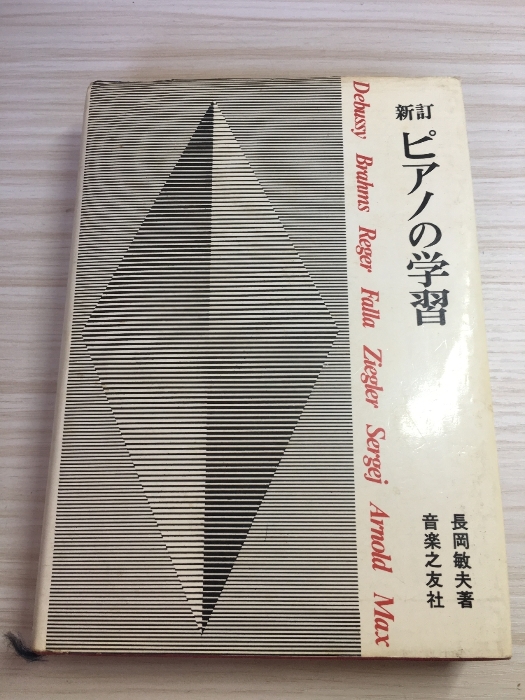 新訂
ピアノの学習
長岡敏夫著
音楽之友社
Debussy Brahms Reger Falla Ziegler Sergej Arnold Max